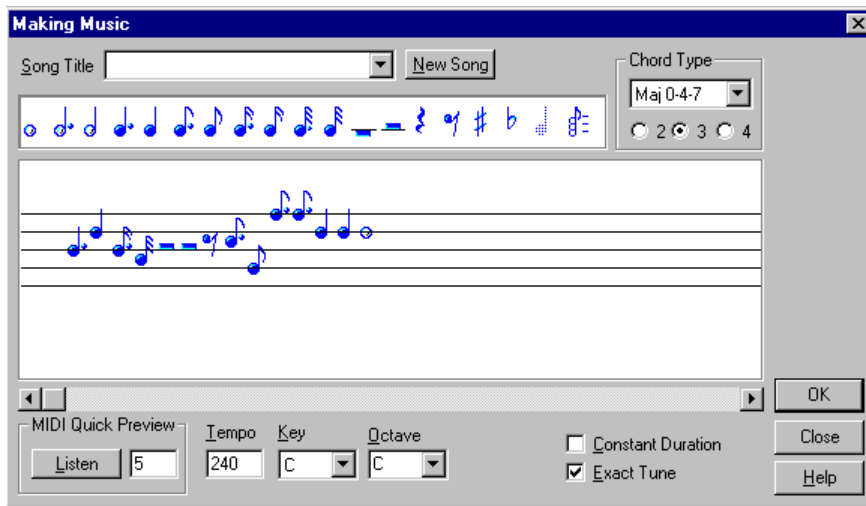 Making Music
Song Title
New Song
Chord Type
Maj 0-4-7
2 3 4
MIDI Quick Preview
Listen 5
Tempo
240
Key
C
Octave
C
Constant Duration
Exact Tune
OK
Close
Help